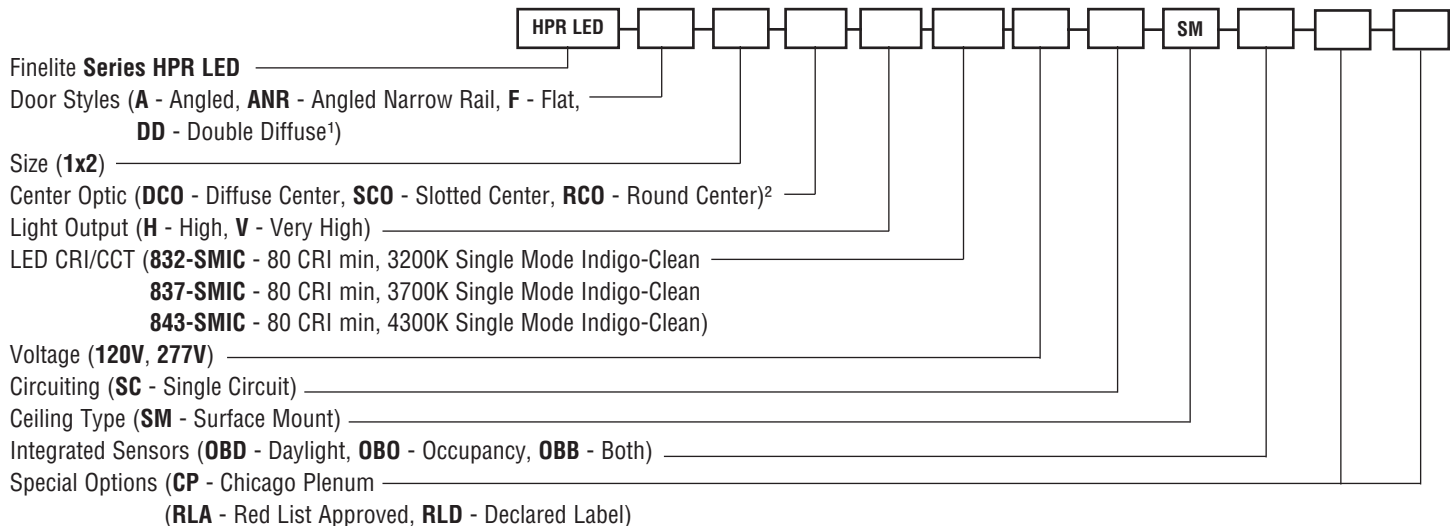 HPR LED SM
Finelite Series HPR LED
Door Styles (A - Angled, ANR - Angled Narrow Rail, F - Flat,
DD - Double Diffuse¹)
Size (1x2)
Center Optic (DCO - Diffuse Center, SCO - Slotted Center, RCO - Round Center)²
Light Output (H - High, V - Very High)
LED CRI/CCT (832-SMIC - 80 CRI min, 3200K Single Mode Indigo-Clean
837-SMIC - 80 CRI min, 3700K Single Mode Indigo-Clean
843-SMIC - 80 CRI min, 4300K Single Mode Indigo-Clean)
Voltage (120V, 277V)
Circuiting (SC - Single Circuit)
Ceiling Type (SM - Surface Mount)
Integrated Sensors (OBD - Daylight, OBO - Occupancy, OBB - Both)
Special Options (CP - Chicago Plenum
(RLA - Red List Approved, RLD - Declared Label)